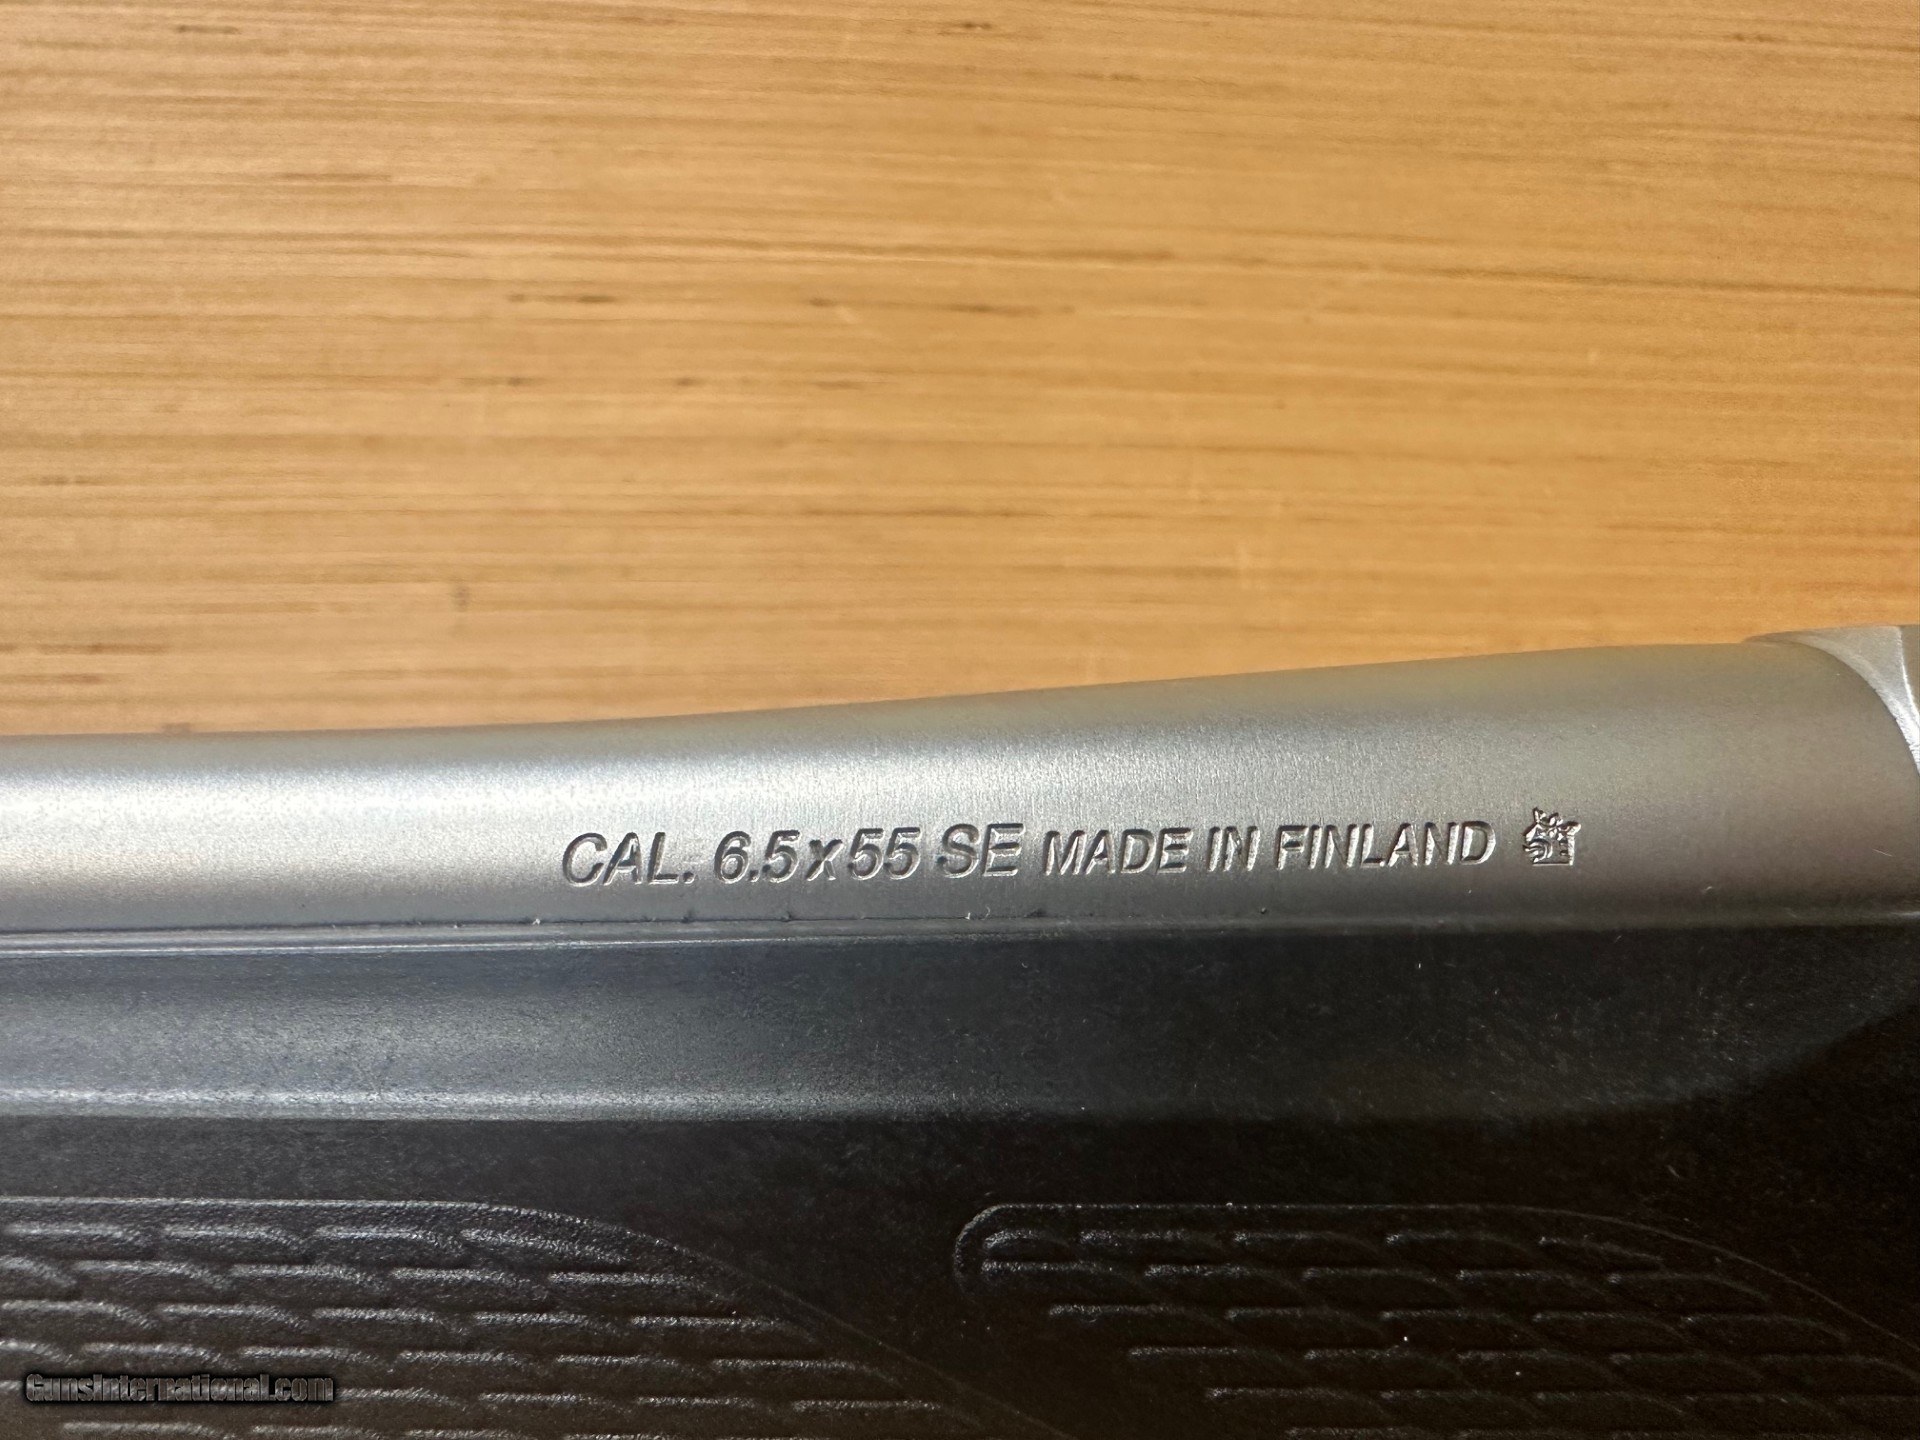 CAL. 6.5x55 SE MADE IN FINLAND
GunsInternational.com